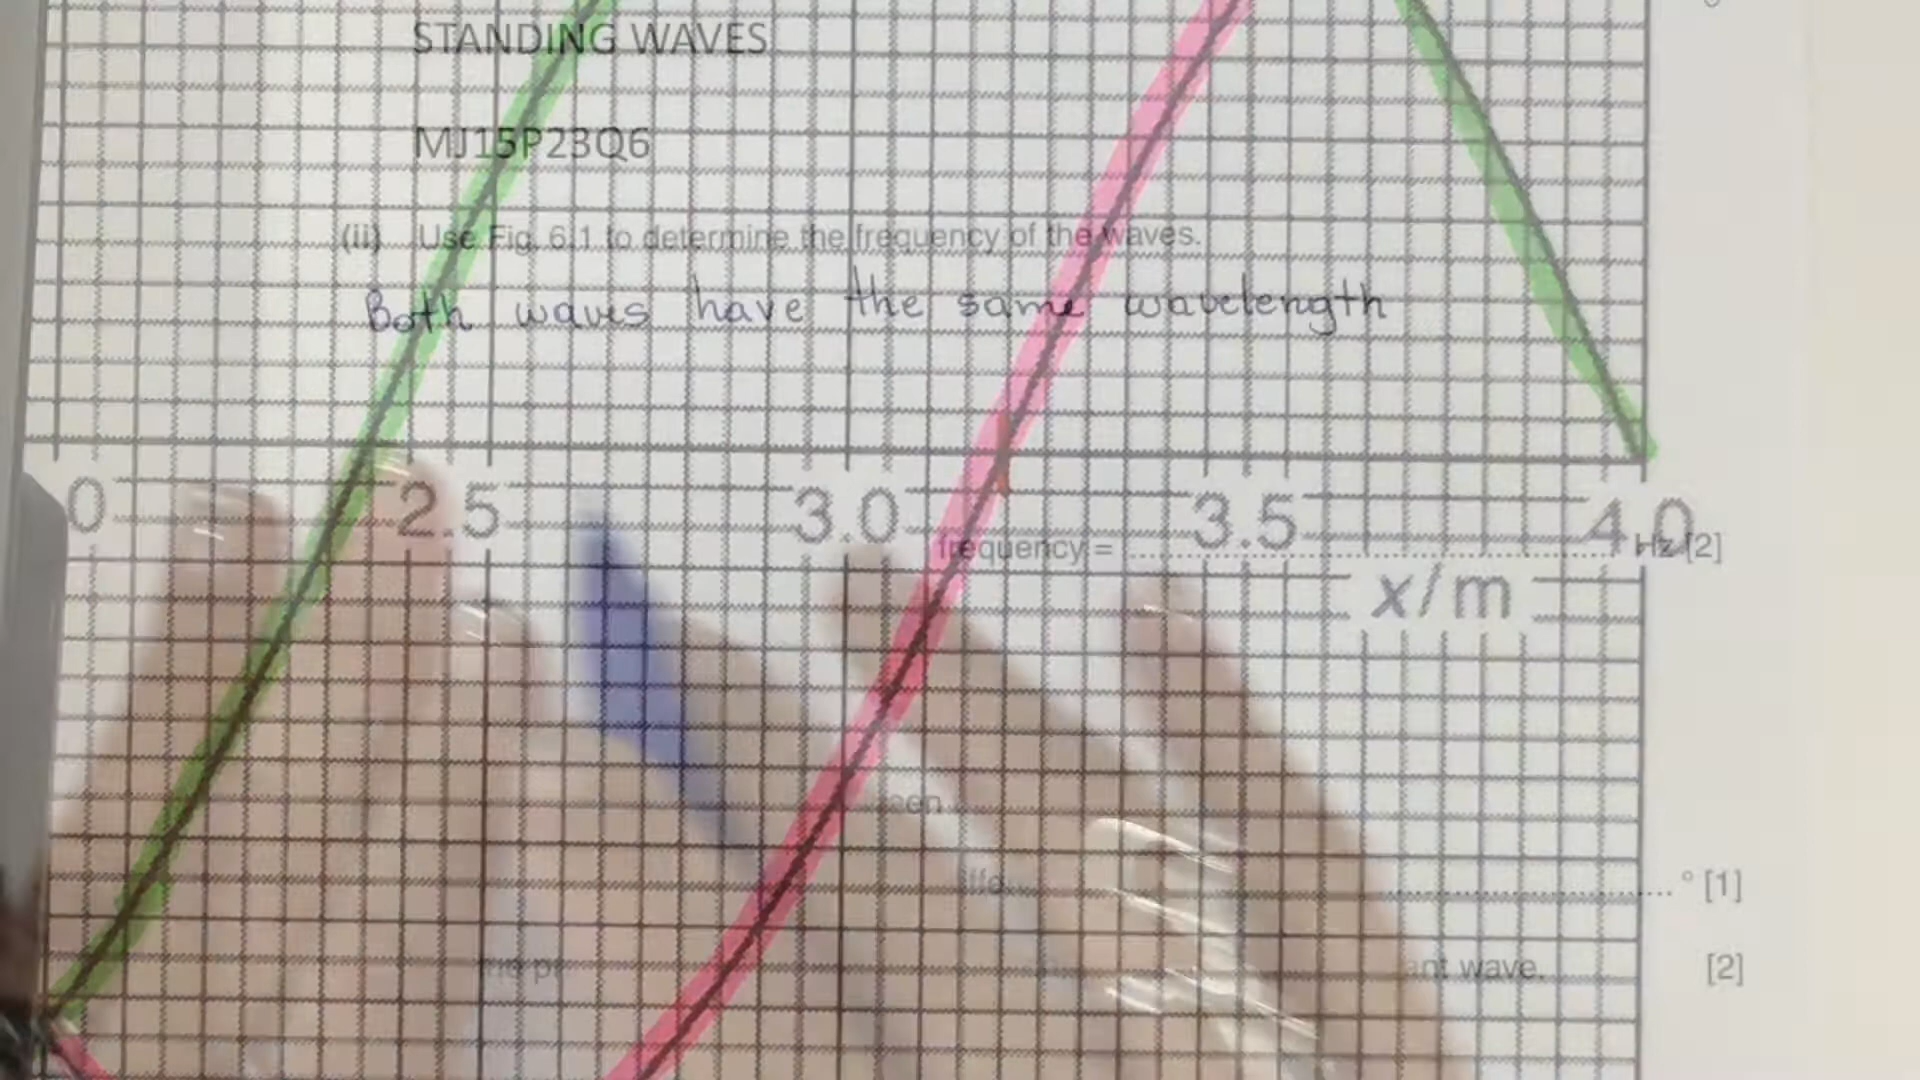 STANDING WAVES
MJ15P23Q6
(ii) Use Fig. 6.1 to determine the frequency of the waves.
Both waves have the same wavelength
0 2.5 3.0 3.5 4.0
frequency = ........................ Hz [2]
x/m
° [1]
wave. [2]